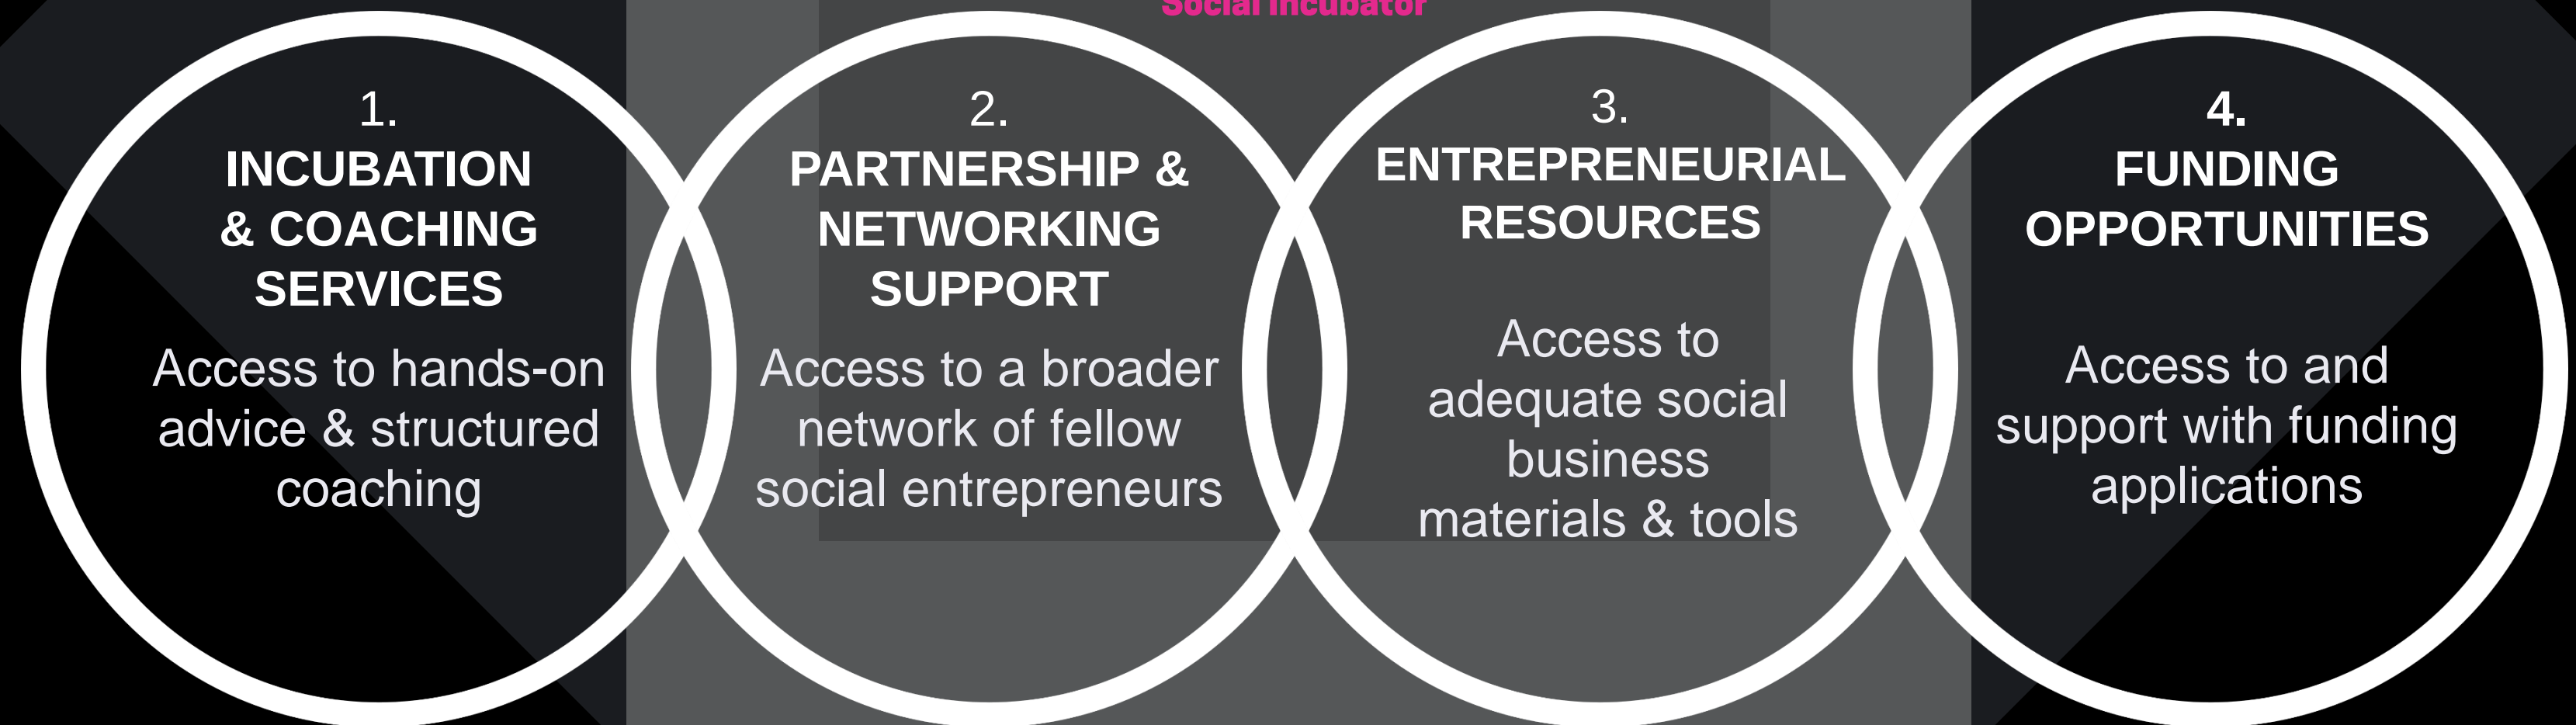 Social Incubator
1.
INCUBATION
& COACHING
SERVICES
Access to hands-on
advice & structured
coaching
2.
PARTNERSHIP &
NETWORKING
SUPPORT
Access to a broader
network of fellow
social entrepreneurs
3.
ENTREPRENEURIAL
RESOURCES
Access to
adequate social
business
materials & tools
4.
FUNDING
OPPORTUNITIES
Access to and
support with funding
applications